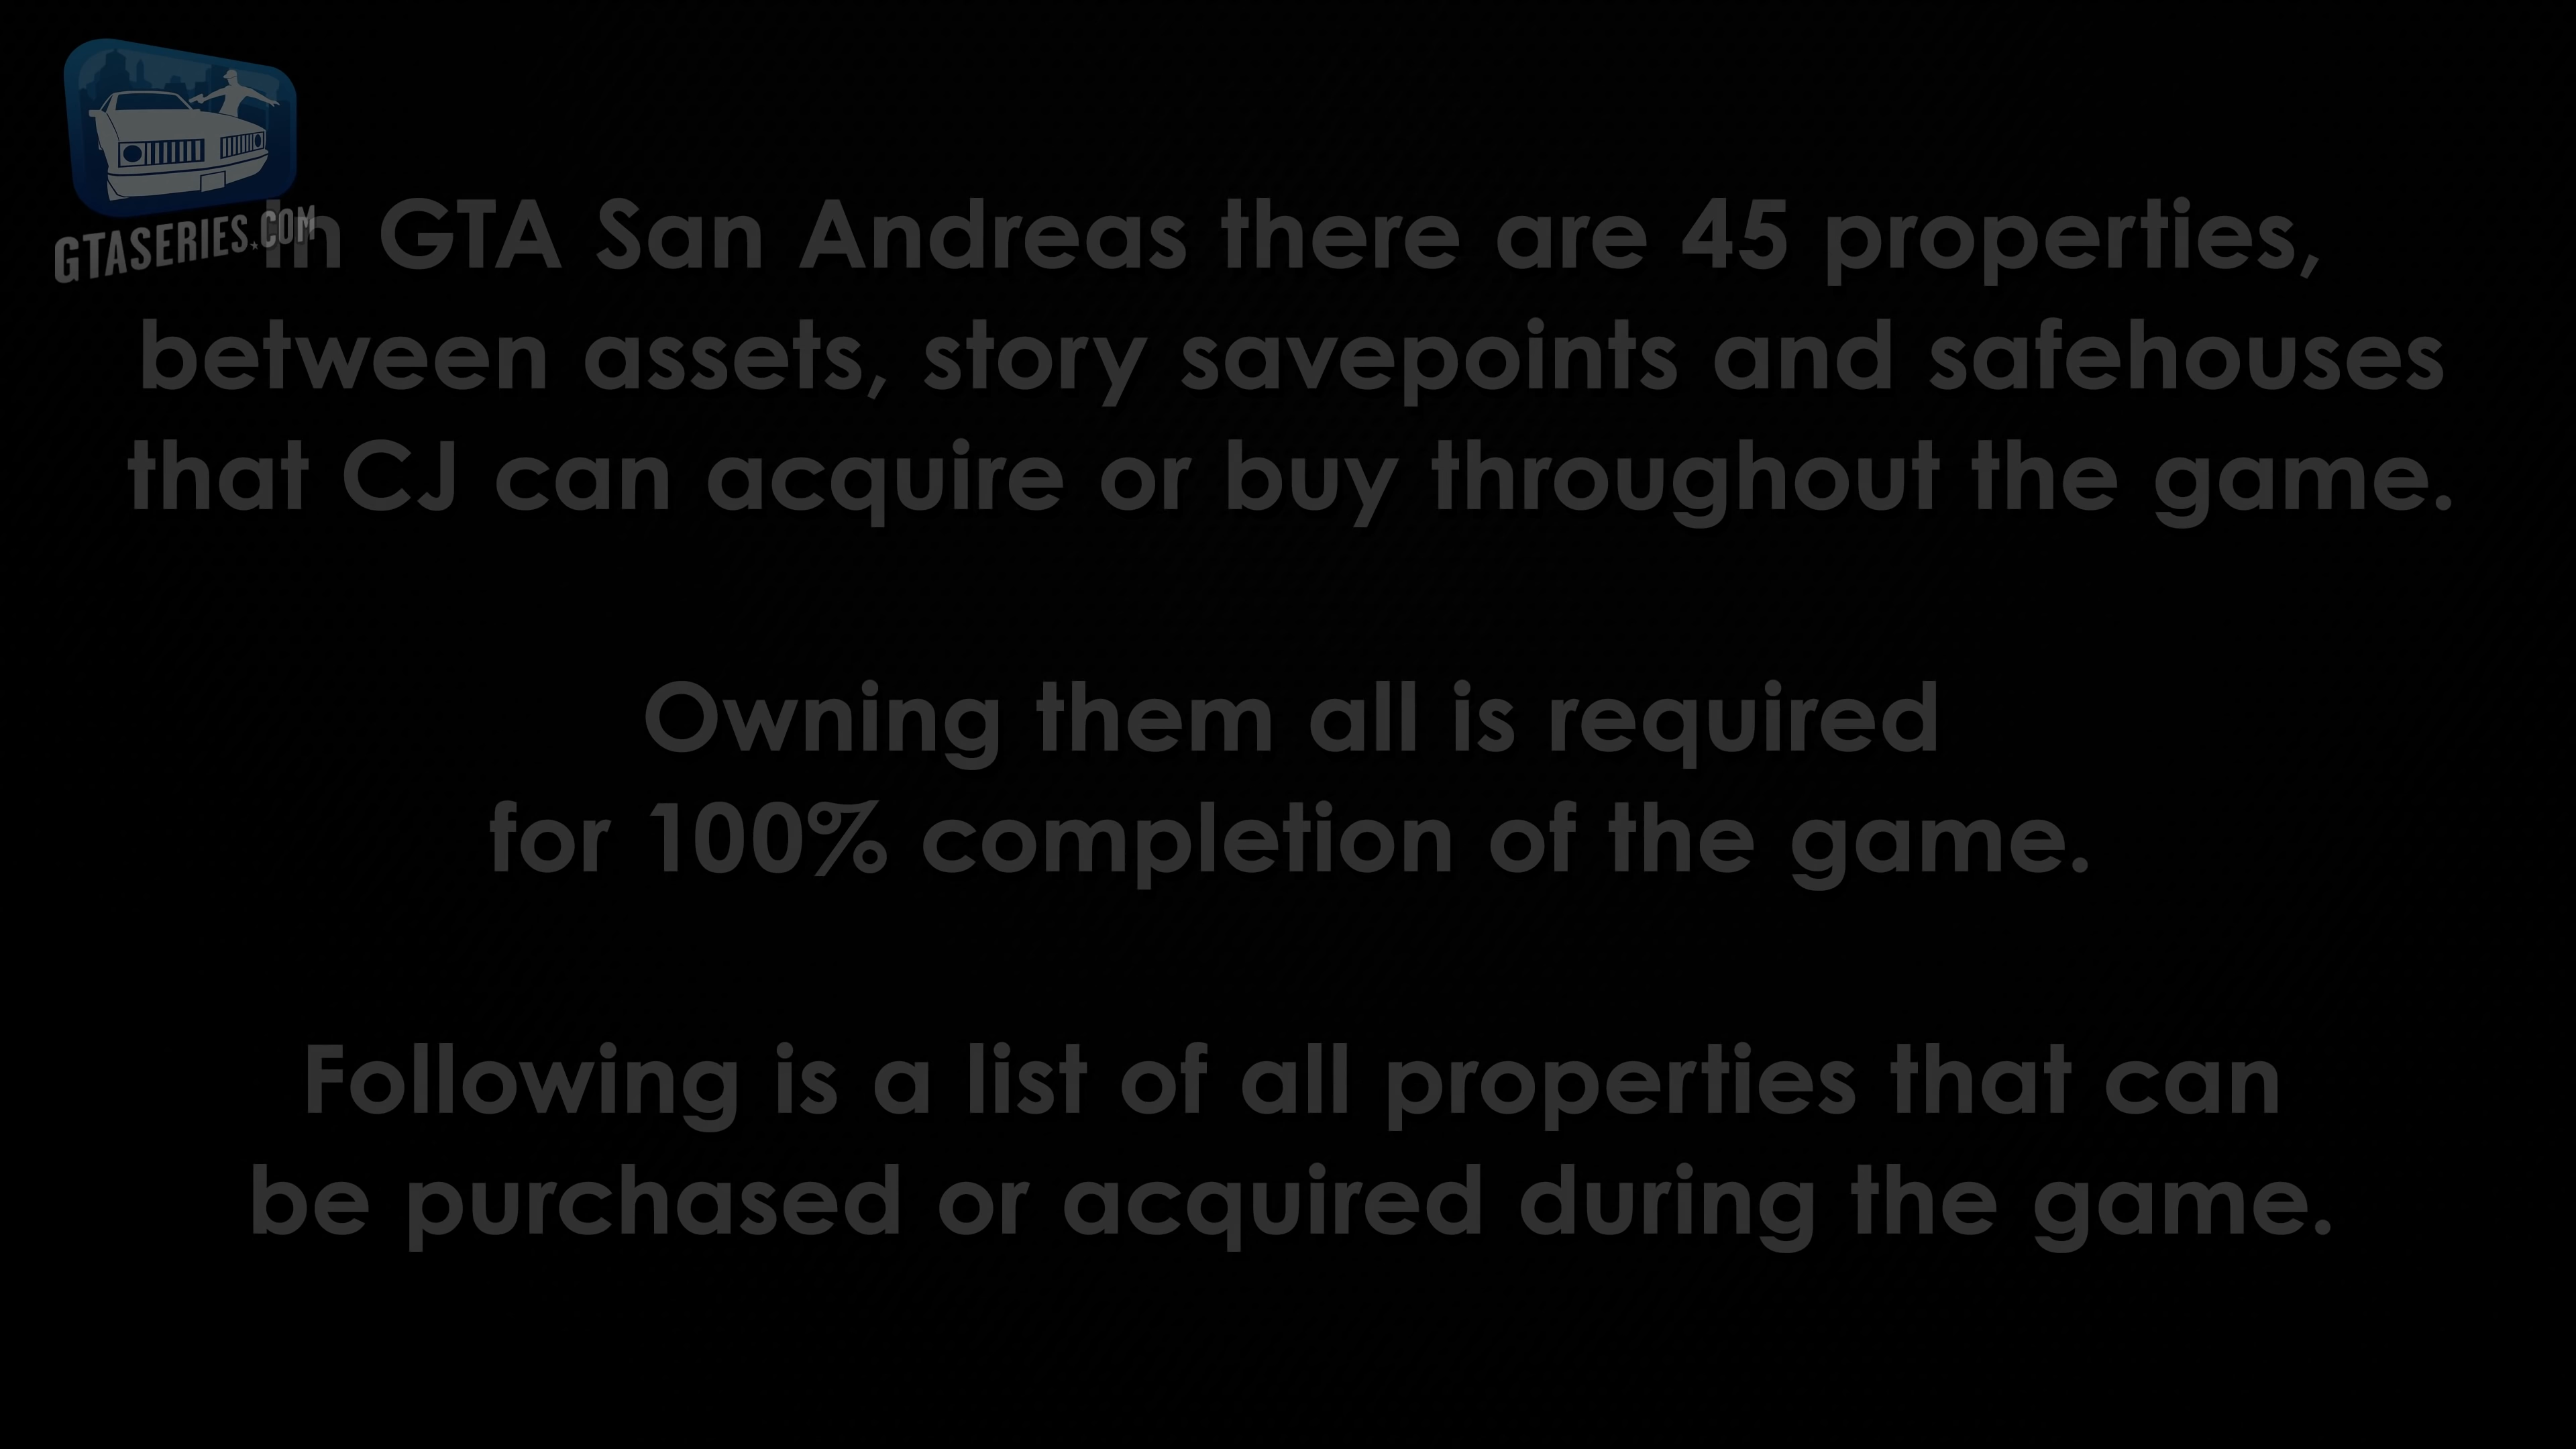 GTASERIES.COM
In GTA San Andreas there are 45 properties,
between assets, story savepoints and safehouses
that CJ can acquire or buy throughout the game.
Owning them all is required
for 100% completion of the game.
Following is a list of all properties that can
be purchased or acquired during the game.